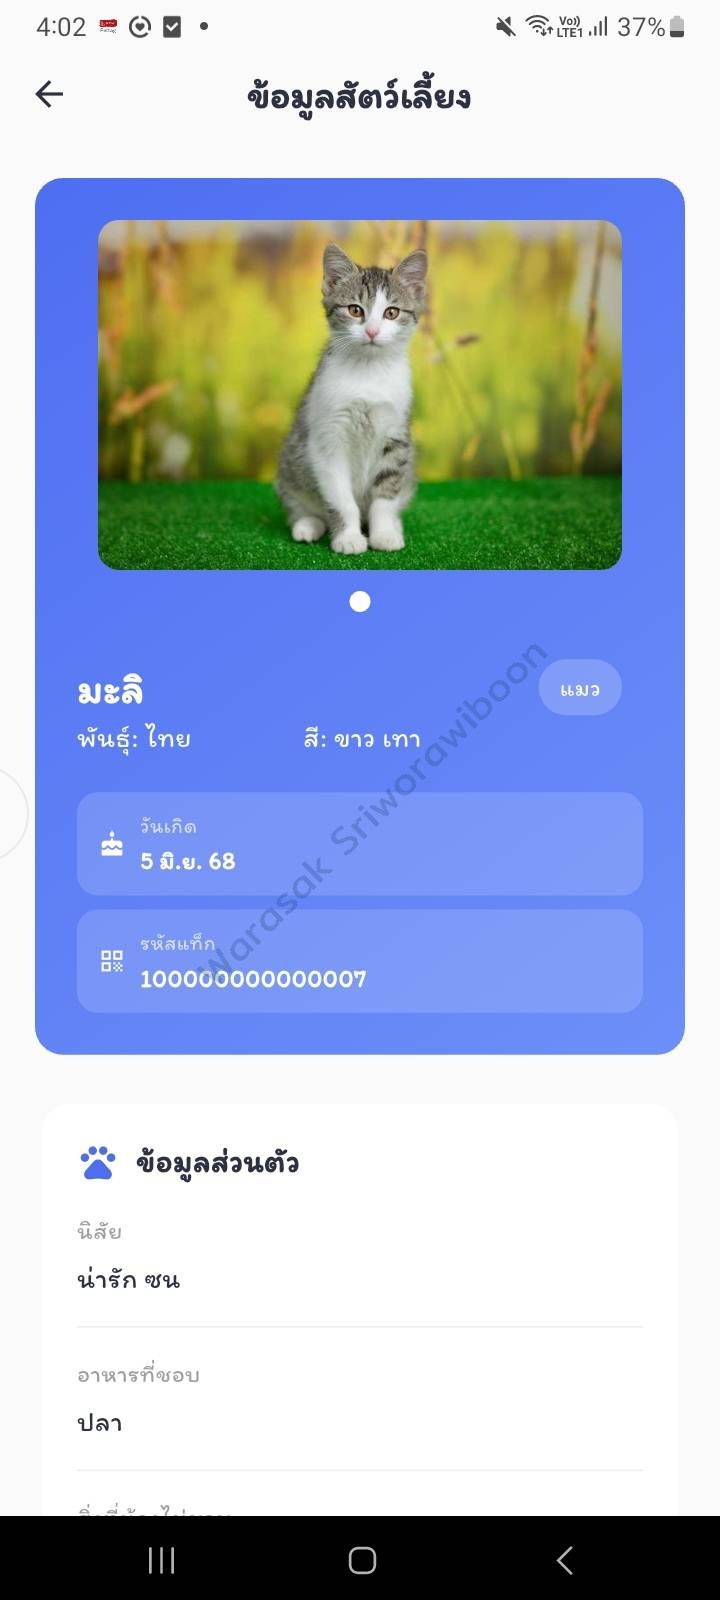 4:02
Vo))
LTE1
37%
ข้อมูลสัตว์เลี้ยง
มะลิ
แมว
พันธุ์: ไทย
สี: ขาว เทา
วันเกิด
5 มิ.ย. 68
รหัสแท็ก
100000000000007
Warasak Sriworawiboon
ข้อมูลส่วนตัว
นิสัย
น่ารัก ซน
อาหารที่ชอบ
ปลา